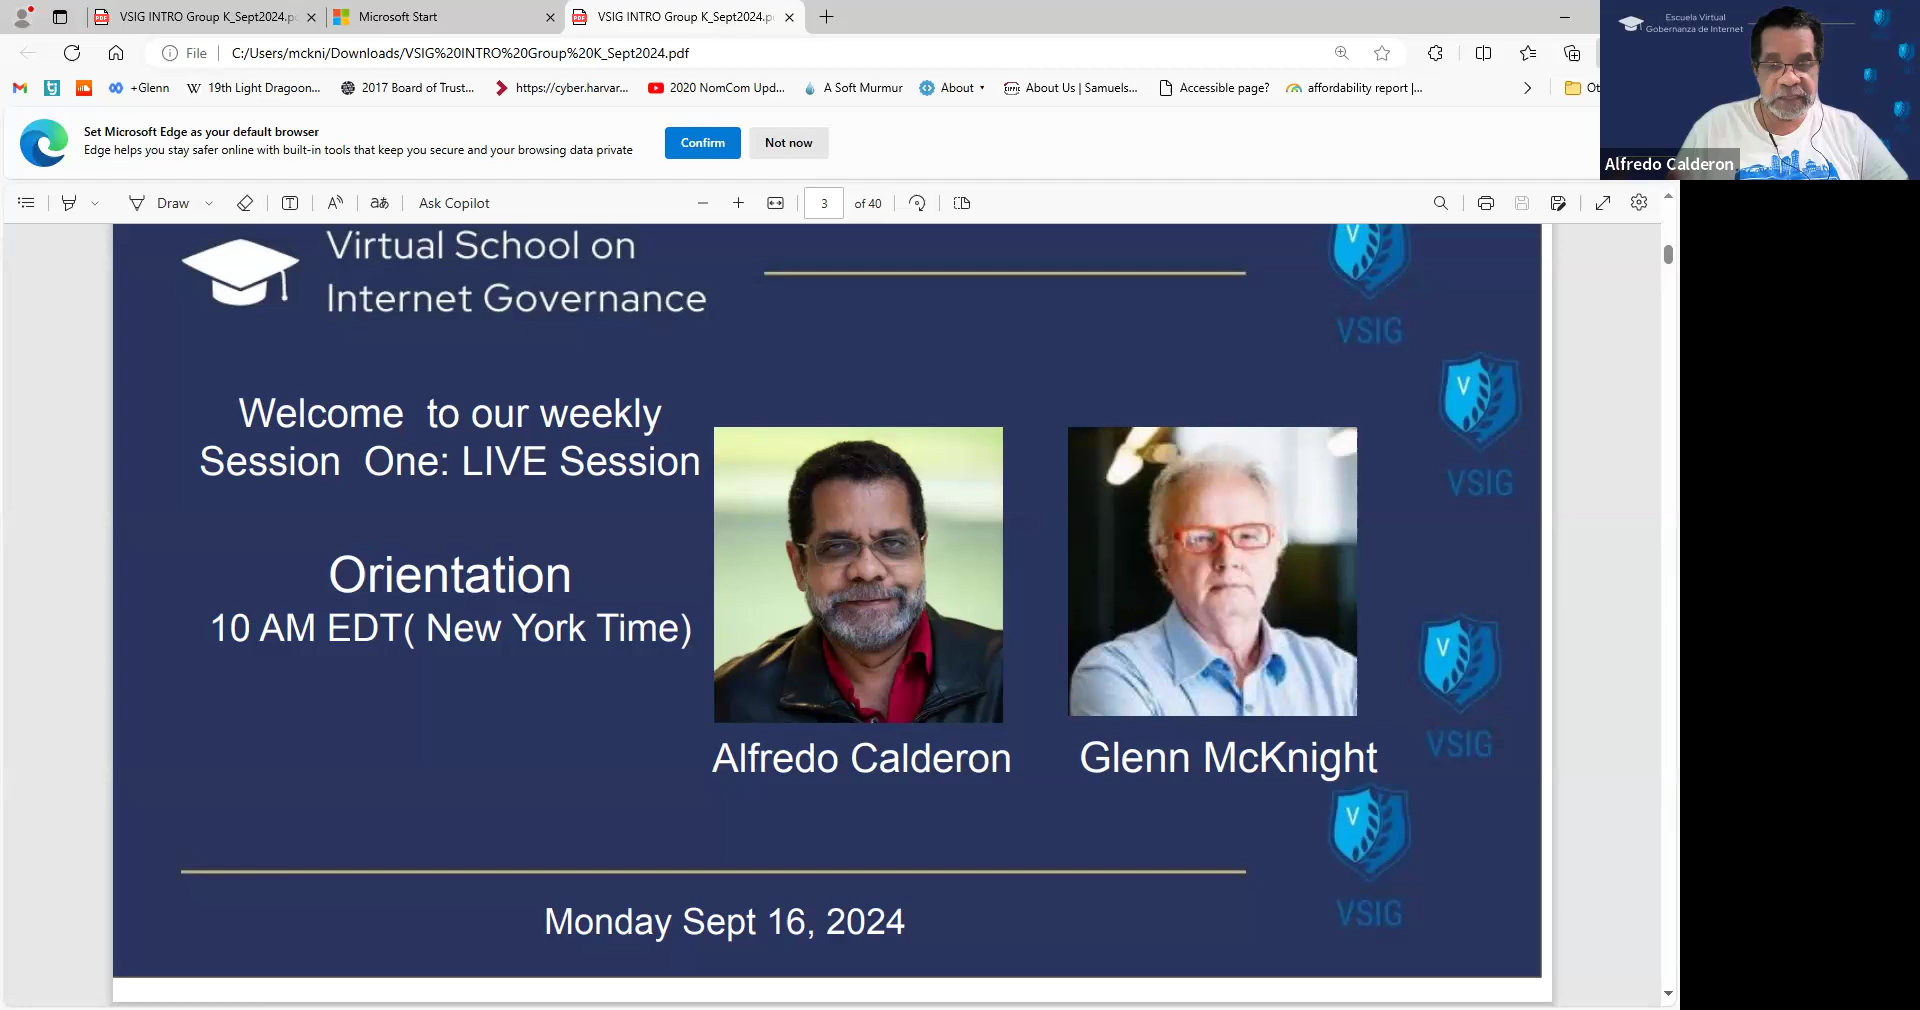 VSIG INTRO Group K_Sept2024.p
Microsoft Start
VSIG INTRO Group K_Sept2024.p
File
C:/Users/mckni/Downloads/VSIG%20INTRO%20Group%20K_Sept2024.pdf
+Glenn
19th Light Dragoon...
2017 Board of Trust...
https://cyber.harvar...
2020 NomCom Upd...
A Soft Murmur
About
About Us | Samuels...
Accessible page?
affordability report |...
Ot
Set Microsoft Edge as your default browser
Edge helps you stay safer online with built-in tools that keep you secure and your browsing data private
Confirm
Not now
Escuela Virtual
Gobernanza de Internet
Alfredo Calderon
Draw
Ask Copilot
3
of 40
Virtual School on
Internet Governance
VSIG
VSIG
VSIG
VSIG
Welcome to our weekly
Session One: LIVE Session
Orientation
10 AM EDT( New York Time)
Alfredo Calderon
Glenn McKnight
Monday Sept 16, 2024